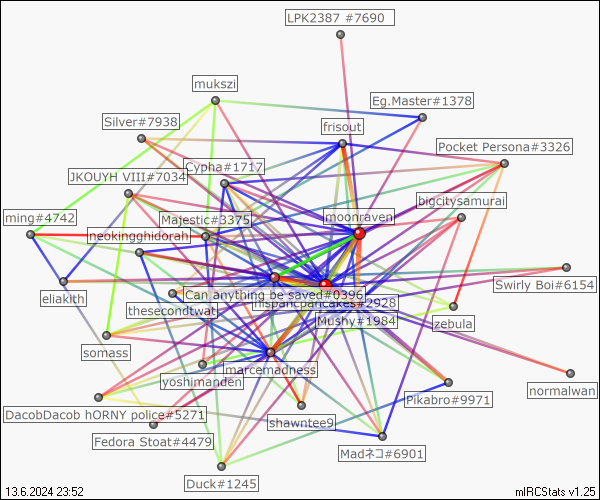 LPK2387 #7690
mukszi
Eg.Master#1378
Silver#7938
frisout
Pocket Persona#3326
Cypha#1717
JKOUYH VIII#7034
bigcitysamurai
Majestic#3375
moonraven
ming#4742
neokingghidorah
Swirly Boi#6154
Can anything be saved#0396
eliakith
thesecondtwat
hispancpancakes#2928
Mushy#1984
zebula
somass
marcemadness
yoshimanden
normalwan
Pikabro#9971
DacobDacob hORNY police#5271
shawntee9
Fedora Stoat#4479
Madネコ#6901
Duck#1245
13.6.2024 23:52
mIRCStats v1.25